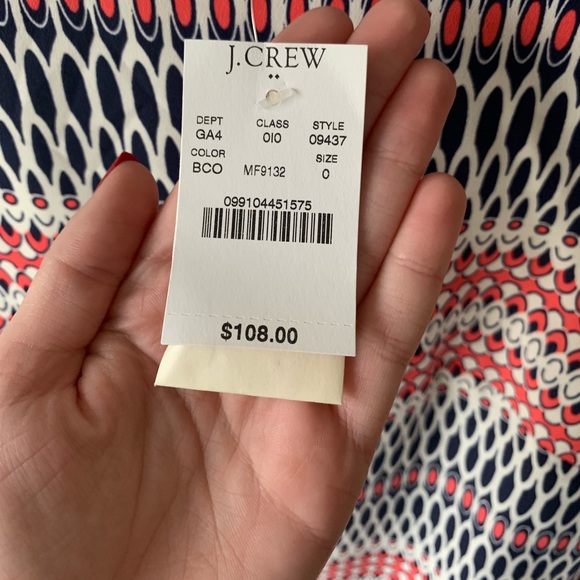 J.CREW
DEPT CLASS STYLE
GA4 010 09437
COLOR SIZE
BCO MF9132 0
099104451575
$108.00